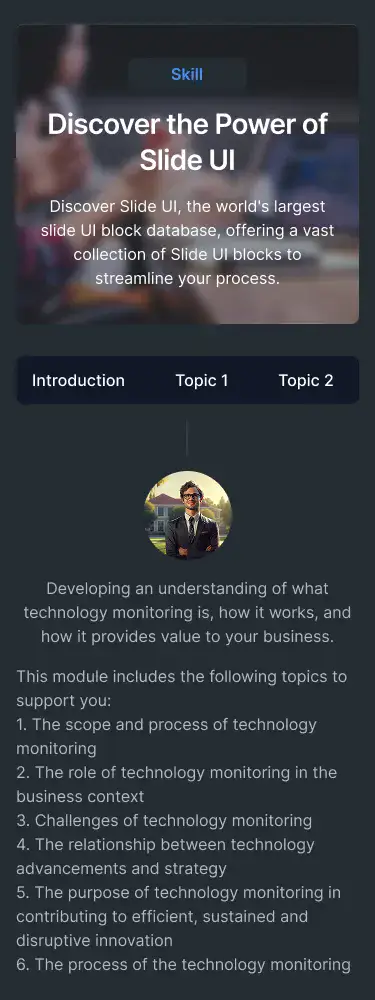 Skill
Discover the Power of
Slide UI
Discover Slide UI, the world's largest
slide UI block database, offering a vast
collection of Slide UI blocks to
streamline your process.
Introduction
Topic 1
Topic 2
Developing an understanding of what
technology monitoring is, how it works, and
how it provides value to your business.
This module includes the following topics to
support you:
1. The scope and process of technology
monitoring
2. The role of technology monitoring in the
business context
3. Challenges of technology monitoring
4. The relationship between technology
advancements and strategy
5. The purpose of technology monitoring in
contributing to efficient, sustained and
disruptive innovation
6. The process of the technology monitoring